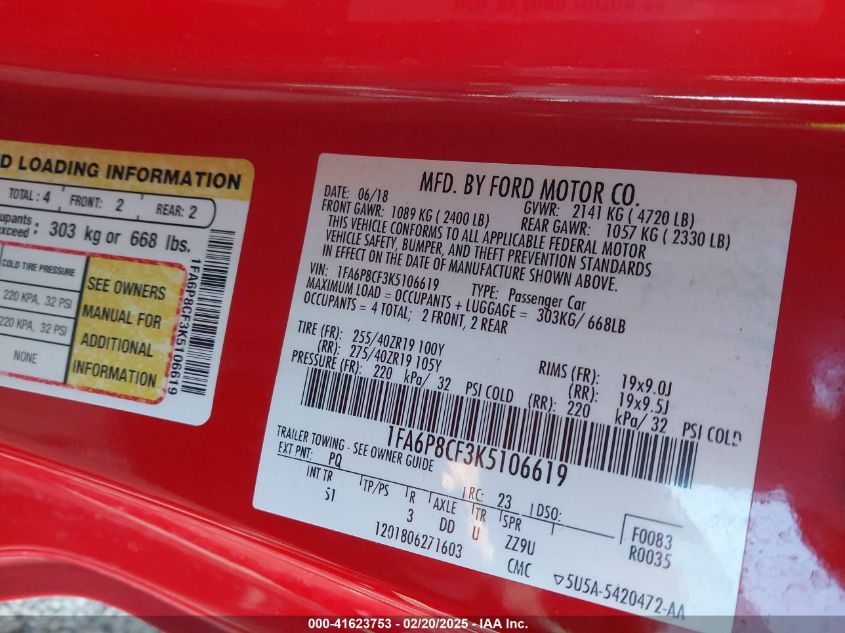 D LOADING INFORMATION
TOTAL: 4 FRONT: 2 REAR: 2
upants
exceed: 303 kg or 668 lbs.
COLD TIRE PRESSURE
220 KPA, 32 PSI
220 KPA, 32 PSI
NONE
SEE OWNERS
MANUAL FOR
ADDITIONAL
INFORMATION
1FA6P8CF3K5106619
MFD. BY FORD MOTOR CO.
DATE: 06/18 GVWR: 2141 KG ( 4720 LB)
FRONT GAWR: 1089 KG ( 2400 LB) REAR GAWR: 1057 KG ( 2330 LB)
THIS VEHICLE CONFORMS TO ALL APPLICABLE FEDERAL MOTOR
VEHICLE SAFETY, BUMPER, AND THEFT PREVENTION STANDARDS
IN EFFECT ON THE DATE OF MANUFACTURE SHOWN ABOVE.
VIN: 1FA6P8CF3K5106619 TYPE: Passenger Car
MAXIMUM LOAD = OCCUPANTS + LUGGAGE = 303KG/ 668LB
OCCUPANTS = 4 TOTAL; 2 FRONT, 2 REAR
TIRE (FR): 255/40ZR19 100Y RIMS (FR): 19x9.0J
(RR): 275/40ZR19 105Y (RR): 19x9.5J
PRESSURE (FR): 220 kPa/ 32 PSI COLD (RR): 220 kPa/ 32 PSI COLD
1FA6P8CF3K5106619
TRAILER TOWING - SEE OWNER GUIDE
EXT PNT: PQ RC: 23 DSO:
INT TR TP/PS R AXLE TR SPR
S1 3 DD U ZZ9U
F0083
R0035
1201806271603 CMC 5U5A-5420472-AA
000-41623753 - 02/20/2025 - IAA Inc.